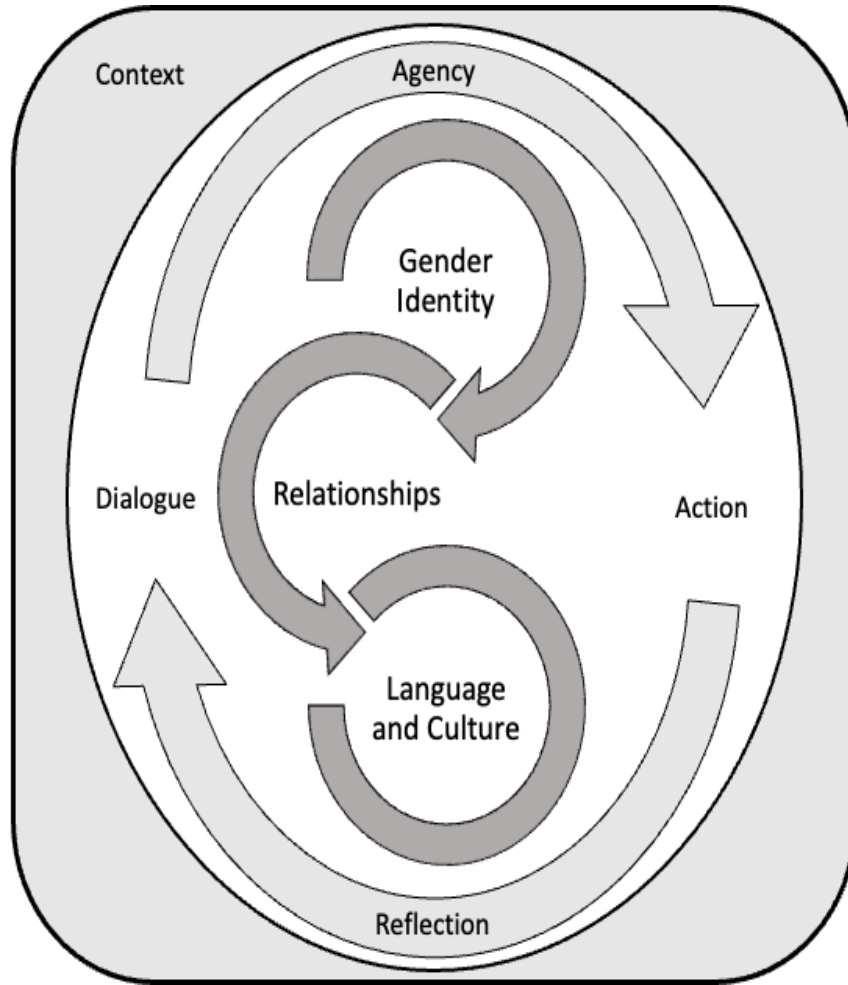 Context
Agency
Gender
Identity
Dialogue
Relationships
Action
Language
and Culture
Reflection